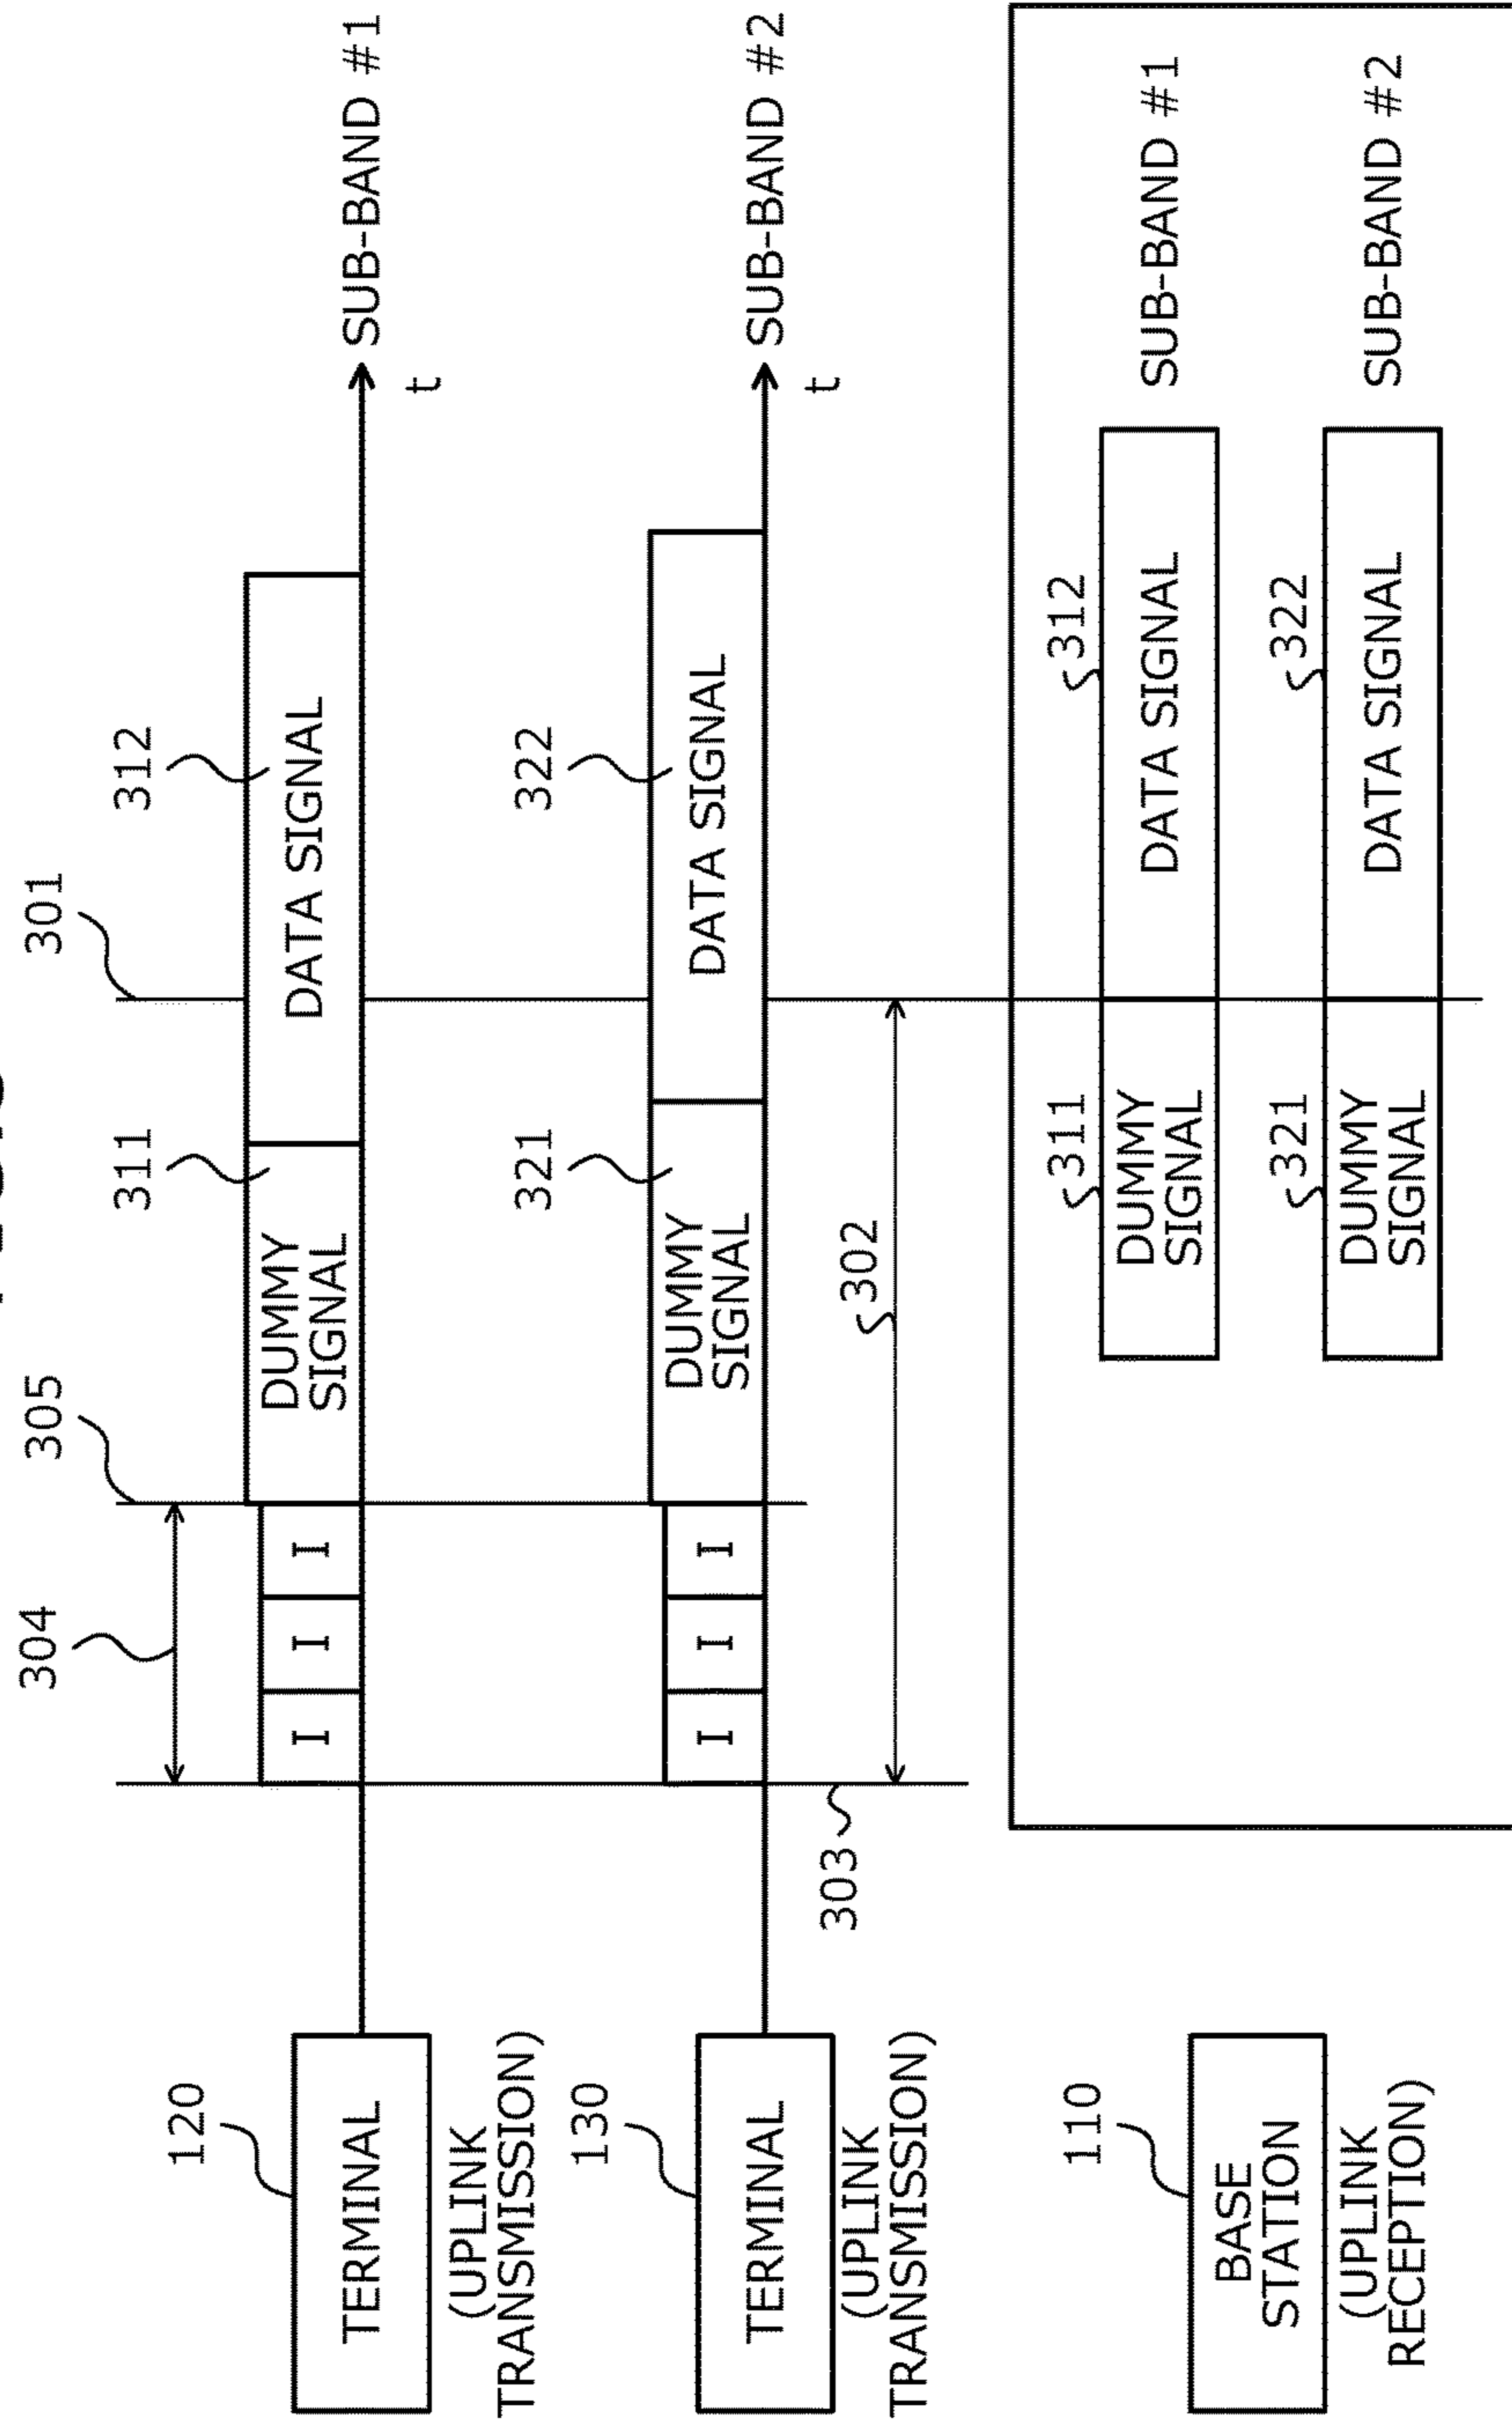 304
305
301
311
312
120
TERMINAL
(UPLINK
TRANSMISSION)
I
I
I
DUMMY
SIGNAL
DATA SIGNAL
SUB-BAND #1
t
321
322
130
TERMINAL
(UPLINK
TRANSMISSION)
I
I
I
DUMMY
SIGNAL
DATA SIGNAL
SUB-BAND #2
t
303
302
110
BASE
STATION
(UPLINK
RECEPTION)
311
312
DUMMY
SIGNAL
DATA SIGNAL
SUB-BAND #1
321
322
DUMMY
SIGNAL
DATA SIGNAL
SUB-BAND #2